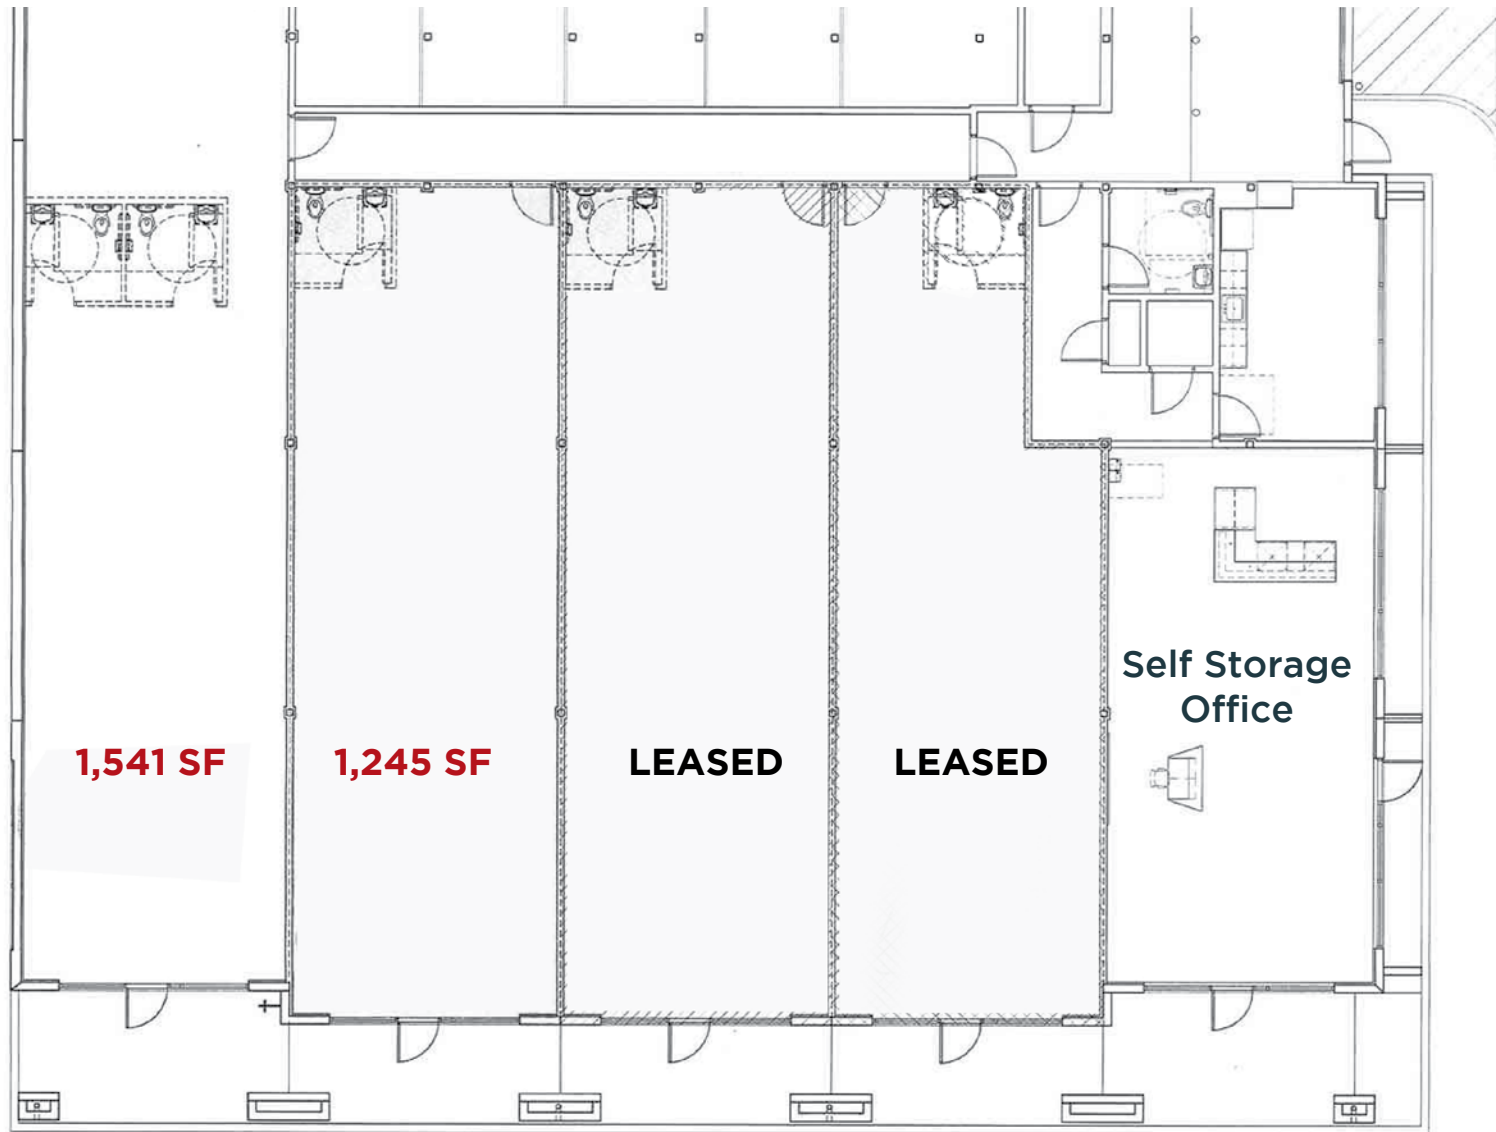 Self Storage
Office
1,541 SF
1,245 SF
LEASED
LEASED